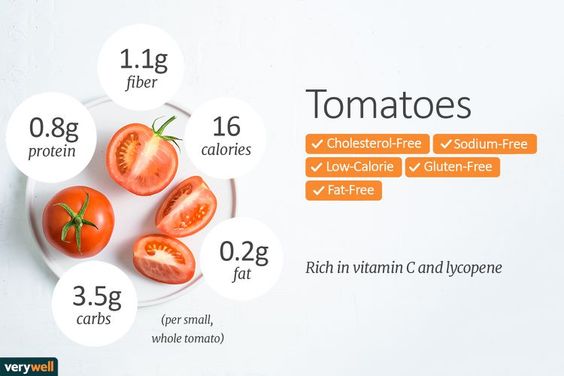 1.1g
fiber
0.8g
protein
16
calories
0.2g
fat
3.5g
carbs
(per small,
whole tomato)
Tomatoes
✓ Cholesterol-Free
✓ Sodium-Free
✓ Low-Calorie
✓ Gluten-Free
✓ Fat-Free
Rich in vitamin C and lycopene
verywell